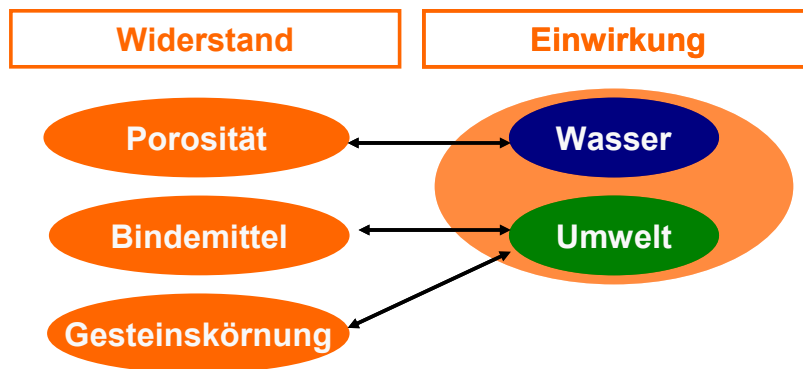 Widerstand
Einwirkung
Porosität
Wasser
Bindemittel
Umwelt
Gesteinskörnung